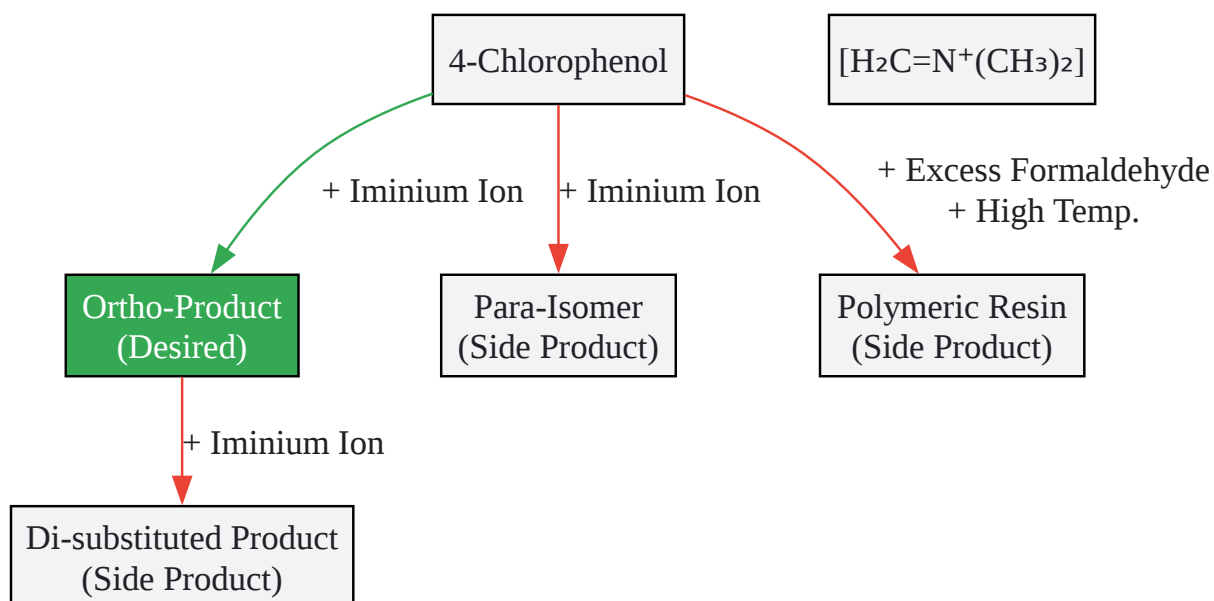 4-Chlorophenol
[H₂C=N⁺(CH₃)₂]
+ Iminium Ion
+ Iminium Ion
+ Excess Formaldehyde
+ High Temp.
Ortho-Product
(Desired)
Para-Isomer
(Side Product)
Polymeric Resin
(Side Product)
+ Iminium Ion
Di-substituted Product
(Side Product)